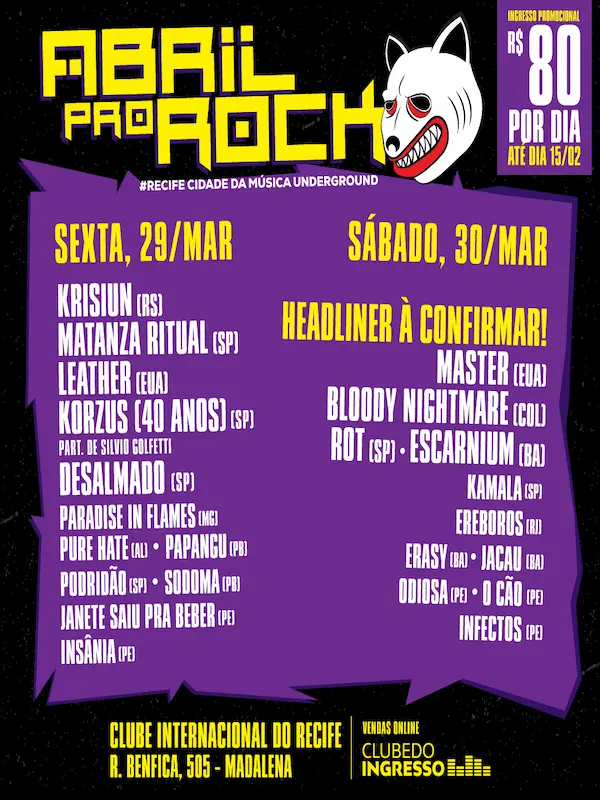 ABRIL
PRO ROCK
INGRESSO PROMOCIONAL
R$ 80
POR DIA
ATÉ DIA 15/02
#RECIFE CIDADE DA MÚSICA UNDERGROUND
SEXTA, 29/MAR
KRISIUN (RS)
MATANZA RITUAL (SP)
LEATHER (EUA)
KORZUS (40 ANOS) (SP)
PART. DE SILVIO GOLFETTI
DESALMADO (SP)
PARADISE IN FLAMES (MG)
PURE HATE (AL) • PAPANGU (PB)
PODRIDÃO (SP) • SODOMA (PB)
JANETE SAIU PRA BEBER (PE)
INSÂNIA (PE)
SÁBADO, 30/MAR
HEADLINER À CONFIRMAR!
MASTER (EUA)
BLOODY NIGHTMARE (COL)
ROT (SP) • ESCARNIUM (BA)
KAMALA (SP)
EREBOROS (RJ)
ERASY (BA) • JACAU (BA)
ODIOSA (PE) • O CÃO (PE)
INFECTOS (PE)
CLUBE INTERNACIONAL DO RECIFE
R. BENFICA, 505 - MADALENA
VENDAS ONLINE
CLUBEDO
INGRESSO